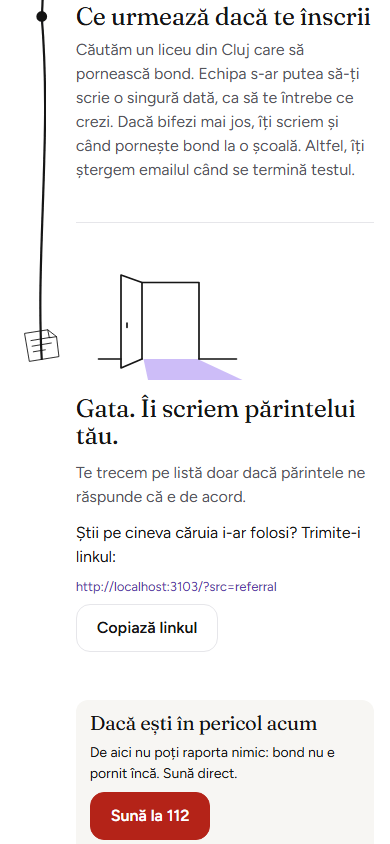 Ce urmează dacă te înscrii
Căutăm un liceu din Cluj care să
pornească bond. Echipa s-ar putea să-ți
scrie o singură dată, ca să te întrebe ce
crezi. Dacă bifezi mai jos, îți scriem și
când pornește bond la o școală. Altfel, îți
ștergem emailul când se termină testul.
Gata. Îi scriem părintelui
tău.
Te trecem pe listă doar dacă părintele ne
răspunde că e de acord.
Știi pe cineva căruia i-ar folosi? Trimite-i
linkul:
http://localhost:3103/?src=referral
Copiază linkul
Dacă ești în pericol acum
De aici nu poți raporta nimic: bond nu e
pornit încă. Sună direct.
Sună la 112